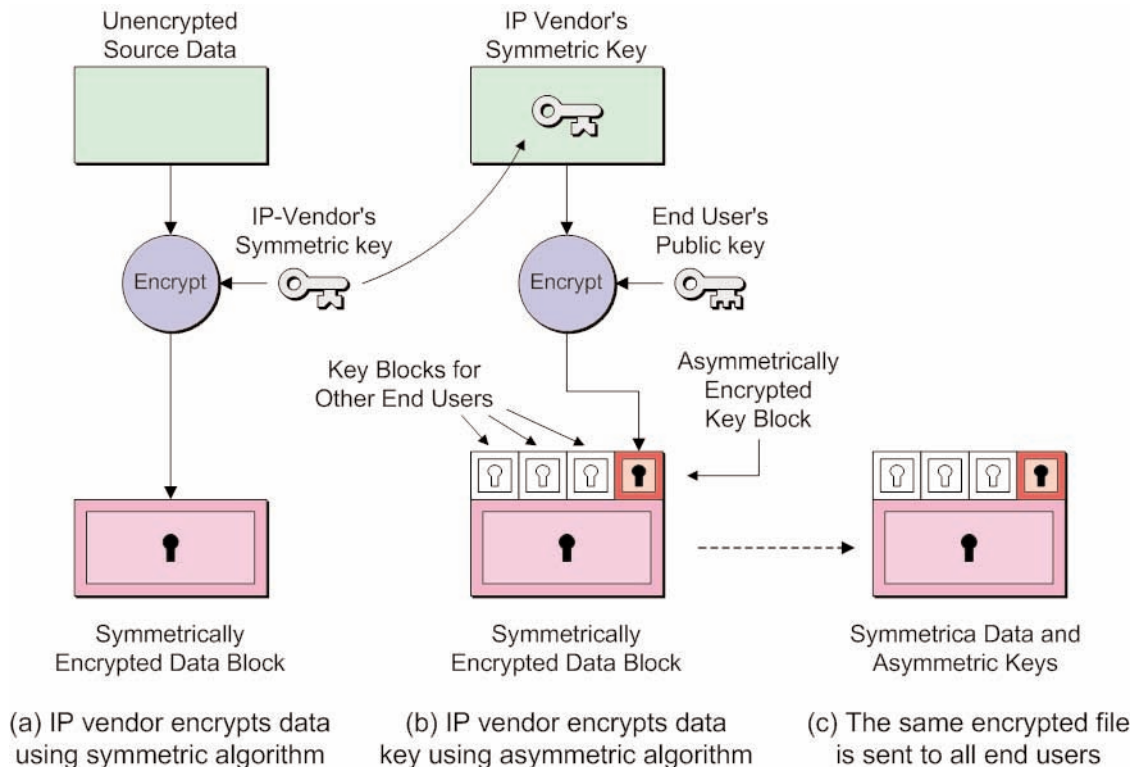 Unencrypted
Source Data
IP Vendor's
Symmetric Key
IP-Vendor's
Symmetric key
End User's
Public key
Encrypt
Encrypt
Key Blocks for
Other End Users
Asymmetrically
Encrypted
Key Block
Symmetrically
Encrypted Data Block
Symmetrically
Encrypted Data Block
Symmetrica Data and
Asymmetric Keys
(a) IP vendor encrypts data
using symmetric algorithm
(b) IP vendor encrypts data
key using asymmetric algorithm
(c) The same encrypted file
is sent to all end users